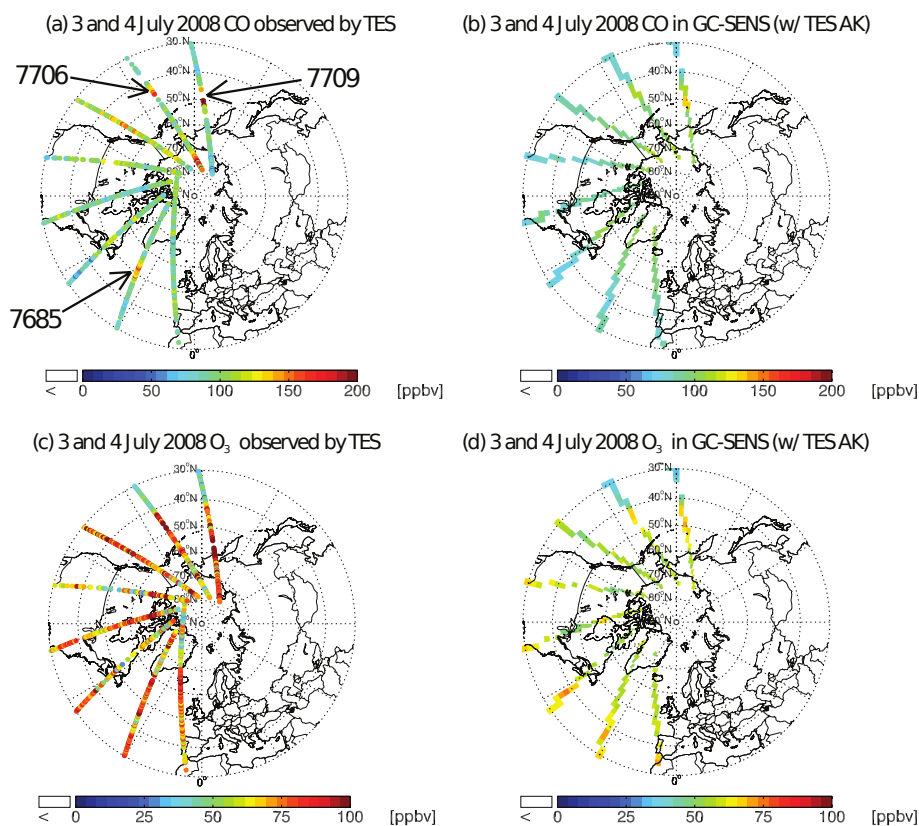 (a) 3 and 4 July 2008 CO observed by TES
(b) 3 and 4 July 2008 CO in GC-SENS (w/ TES AK)
30°N
40°N
50°N
60°N
70°N
80°N
90°N
0°
7706
7709
7685
30°N
40°N
50°N
60°N
70°N
80°N
0°
< 0 50 100 150 200 [ppbv]
< 0 50 100 150 200 [ppbv]
(c) 3 and 4 July 2008 O₃ observed by TES
(d) 3 and 4 July 2008 O₃ in GC-SENS (w/ TES AK)
30°N
40°N
50°N
60°N
70°N
80°N
0°
30°N
40°N
50°N
60°N
70°N
80°N
0°
< 0 25 50 75 100 [ppbv]
< 0 25 50 75 100 [ppbv]